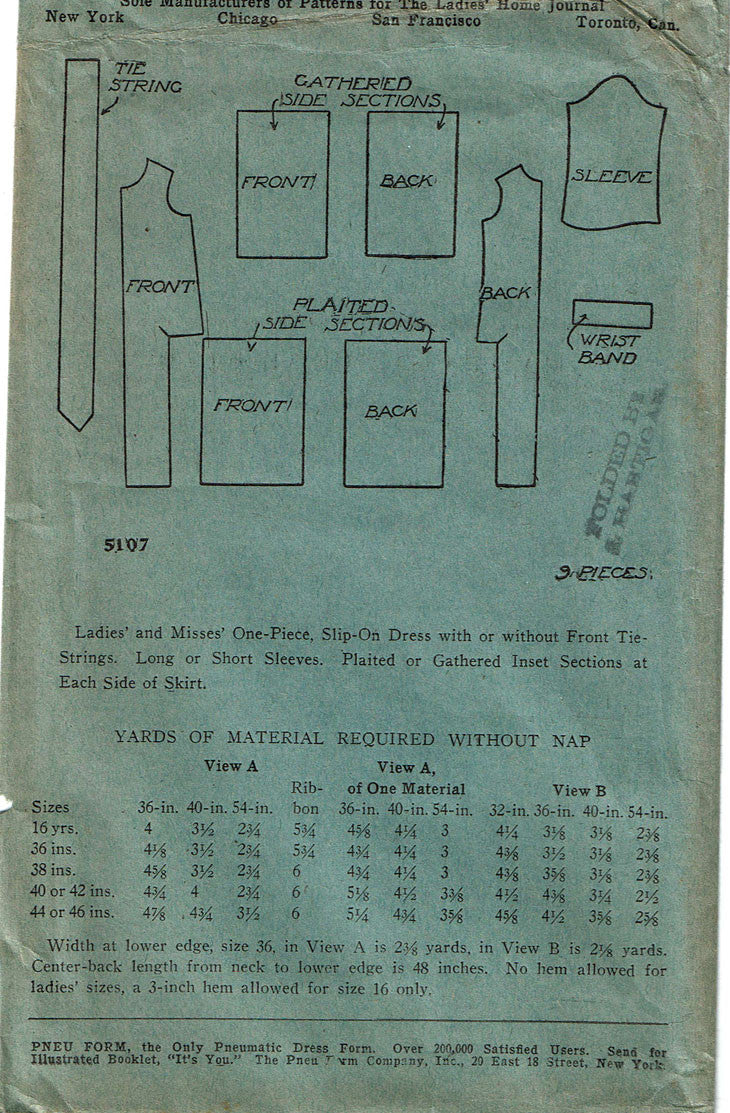 Sole Manufacturers of Patterns for The Ladies' Home Journal
New York Chicago San Francisco Toronto, Can.
TIE
STRING
GATHERED
SIDE SECTIONS
FRONT
BACK
SLEEVE
FRONT
BACK
PLAITED
SIDE SECTIONS
WRIST
BAND
FRONT
BACK
FOLDED BY
5107
9 PIECES.
Ladies' and Misses' One-Piece, Slip-On Dress with or without Front Tie-
Strings. Long or Short Sleeves. Plaited or Gathered Inset Sections at
Each Side of Skirt.
YARDS OF MATERIAL REQUIRED WITHOUT NAP
View A View A,
Rib- of One Material View B
Sizes 36-in. 40-in. 54-in. bon 36-in. 40-in. 54-in. 32-in. 36-in. 40-in. 54-in.
16 yrs. 4 3½ 2¾ 5¾ 4⅝ 4¼ 3 4¼ 3⅛ 3⅛ 2⅜
36 ins. 4⅛ 3½ 2¾ 5¾ 4¾ 4¼ 3 4⅜ 3½ 3⅛ 2⅜
38 ins. 4⅝ 3½ 2¾ 6 4¾ 4¼ 3 4⅜ 3⅝ 3⅛ 2⅜
40 or 42 ins. 4¾ 4 2¾ 6 5⅛ 4½ 3⅜ 4½ 4⅜ 3¼ 2½
44 or 46 ins. 4⅞ 4¾ 3½ 6 5¼ 4¾ 3⅝ 4⅝ 4½ 3⅝ 2⅝
Width at lower edge, size 36, in View A is 2⅜ yards, in View B is 2⅛ yards.
Center-back length from neck to lower edge is 48 inches. No hem allowed for
ladies' sizes, a 3-inch hem allowed for size 16 only.
PNEU FORM, the Only Pneumatic Dress Form. Over 200,000 Satisfied Users. Send for
Illustrated Booklet, "It's You." The Pneu Form Company, Inc., 29 East 18 Street, New York.